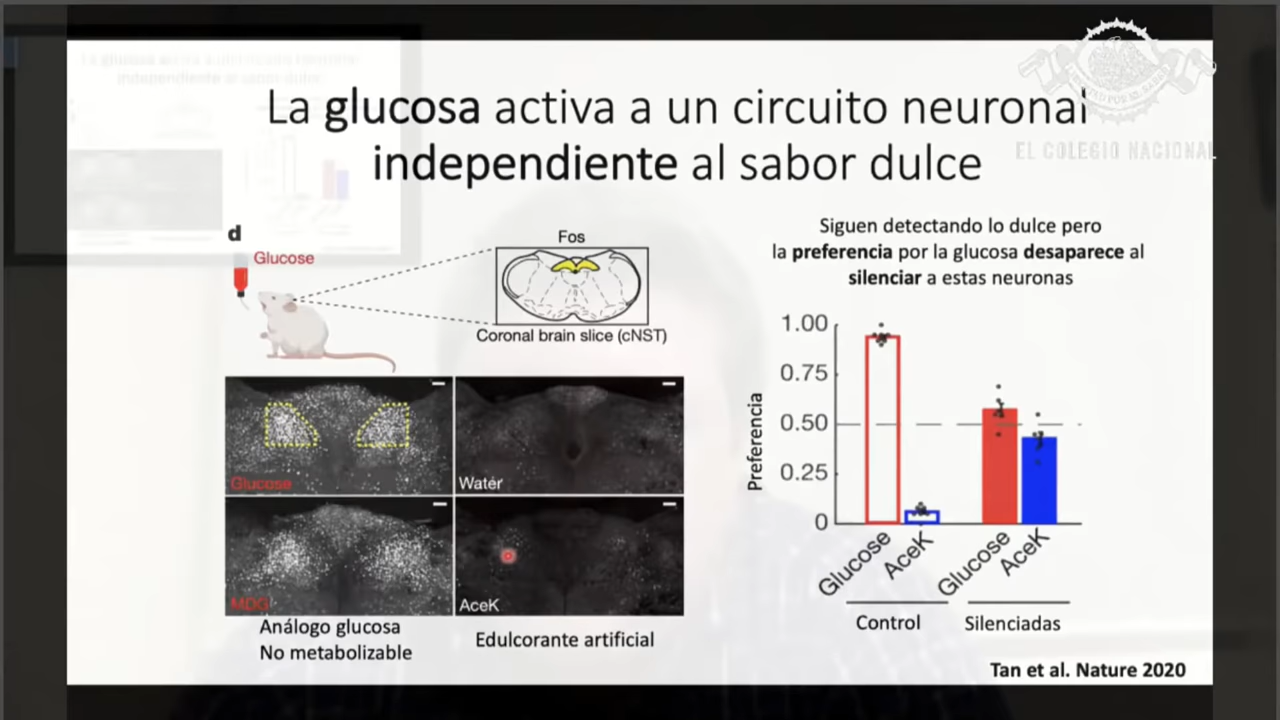 La glucosa activa a un circuito neuronal
independiente al sabor dulce
EL COLEGIO NACIONAL
d
Glucose
Fos
Coronal brain slice (cNST)
Glucose
Water
MDG
AceK
Análogo glucosa
No metabolizable
Edulcorante artificial
Siguen detectando lo dulce pero
la preferencia por la glucosa desaparece al
silenciar a estas neuronas
Preferencia
1.00
0.75
0.50
0.25
0
Glucose
AceK
Glucose
AceK
Control
Silenciadas
Tan et al. Nature 2020